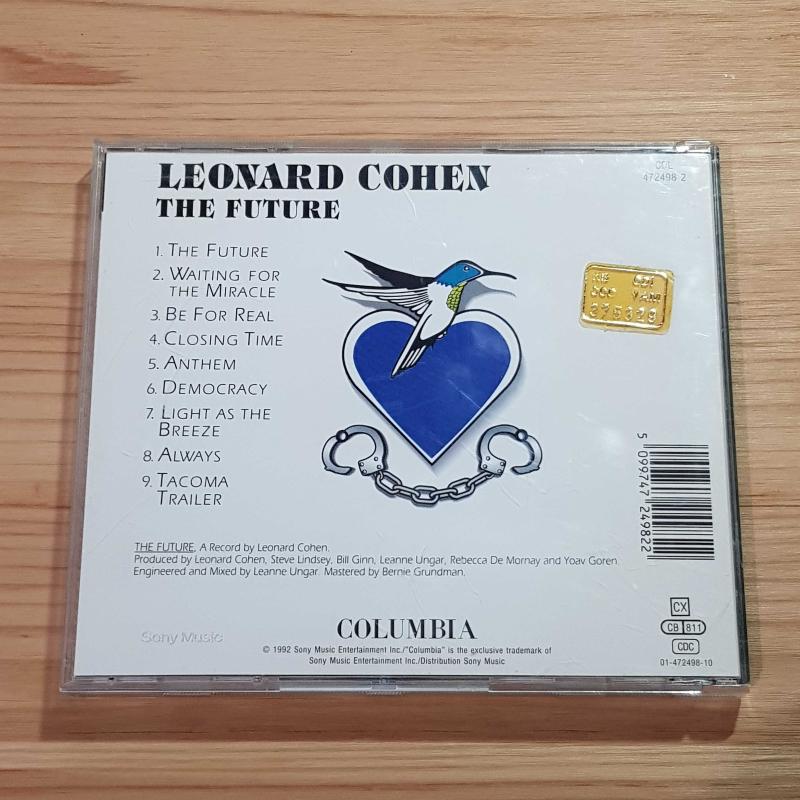 LEONARD COHEN
THE FUTURE
CDL
472498 2
1. THE FUTURE
2. WAITING FOR
THE MIRACLE
3. BE FOR REAL
4. CLOSING TIME
5. ANTHEM
6. DEMOCRACY
7. LIGHT AS THE
BREEZE
8. ALWAYS
9. TACOMA
TRAILER
5 099747 249822
THE FUTURE, A Record by Leonard Cohen.
Produced by Leonard Cohen, Steve Lindsey, Bill Ginn, Leanne Ungar, Rebecca De Mornay and Yoav Goren.
Engineered and Mixed by Leanne Ungar. Mastered by Bernie Grundman.
Sony Music
COLUMBIA
© 1992 Sony Music Entertainment Inc./"Columbia" is the exclusive trademark of
Sony Music Entertainment Inc./Distribution Sony Music
CX
CB 811
CDC
01-472498-10